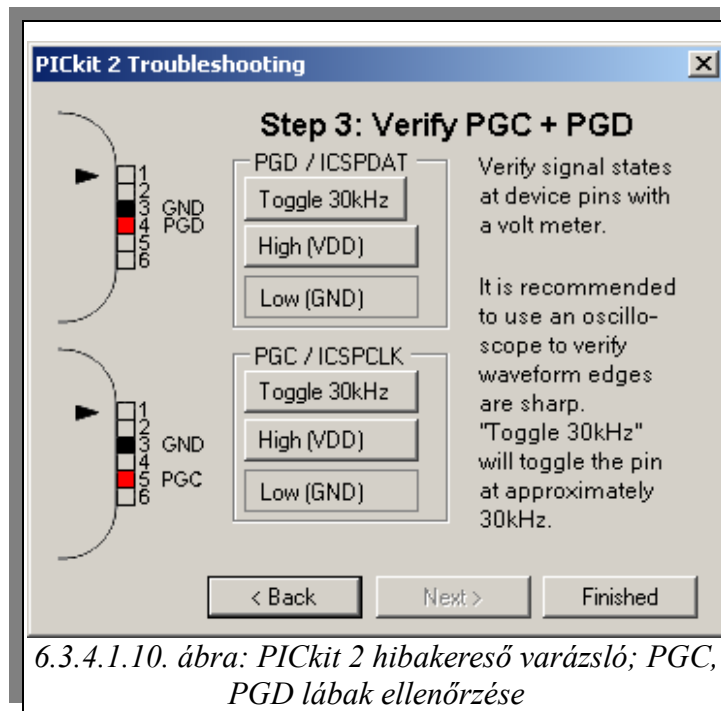 PICkit 2 Troubleshooting
Step 3: Verify PGC + PGD
1
2
3 GND
4 PGD
5
6
PGD / ICSPDAT
Toggle 30kHz
High (VDD)
Low (GND)
Verify signal states
at device pins with
a volt meter.
It is recommended
to use an oscillo-
scope to verify
waveform edges
are sharp.
"Toggle 30kHz"
will toggle the pin
at approximately
30kHz.
1
2
3 GND
4
5 PGC
6
PGC / ICSPCLK
Toggle 30kHz
High (VDD)
Low (GND)
< Back
Next >
Finished
6.3.4.1.10. ábra: PICkit 2 hibakereső varázsló; PGC,
PGD lábak ellenőrzése